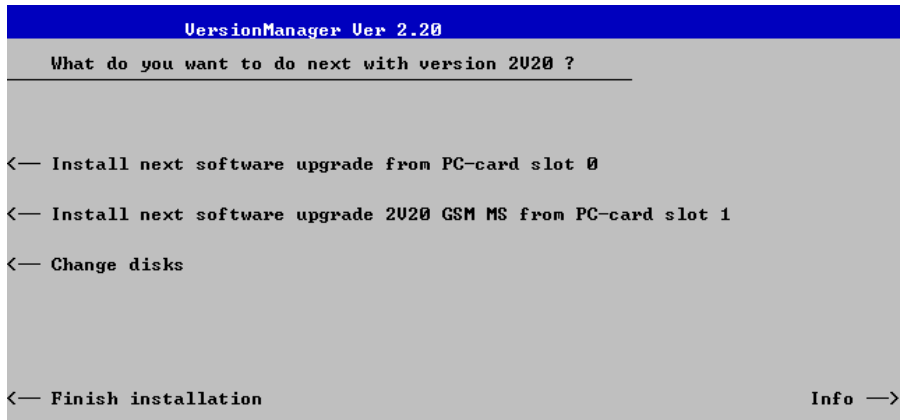 VersionManager Ver 2.20
What do you want to do next with version 2V20 ?
<── Install next software upgrade from PC-card slot 0
<── Install next software upgrade 2V20 GSM MS from PC-card slot 1
<── Change disks
<── Finish installation Info ──>